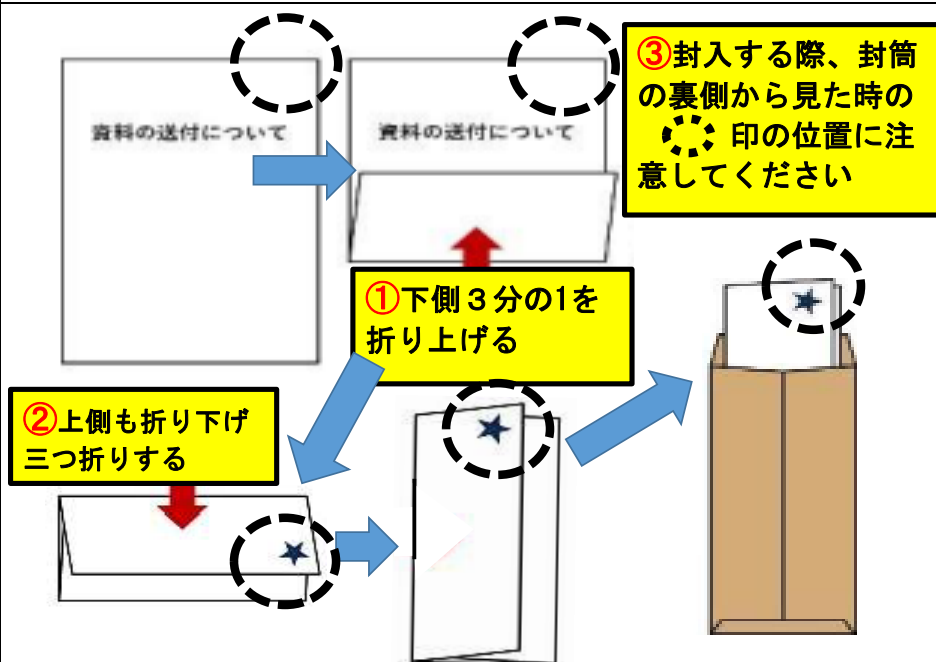 資料の送付について
資料の送付について
③封入する際、封筒
の裏側から見た時の
印の位置に注
意してください
①下側３分の1を
折り上げる
②上側も折り下げ
三つ折りする